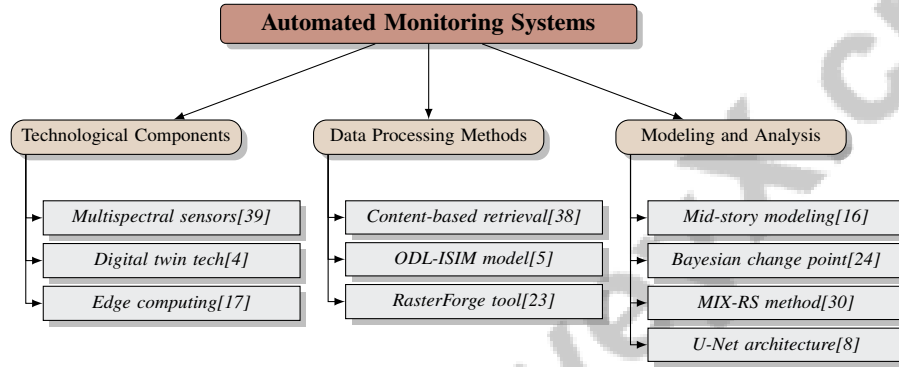 Automated Monitoring Systems
Technological Components
Data Processing Methods
Modeling and Analysis
Multispectral sensors[39]
Digital twin tech[4]
Edge computing[17]
Content-based retrieval[38]
ODL-ISIM model[5]
RasterForge tool[23]
Mid-story modeling[16]
Bayesian change point[24]
MIX-RS method[30]
U-Net architecture[8]